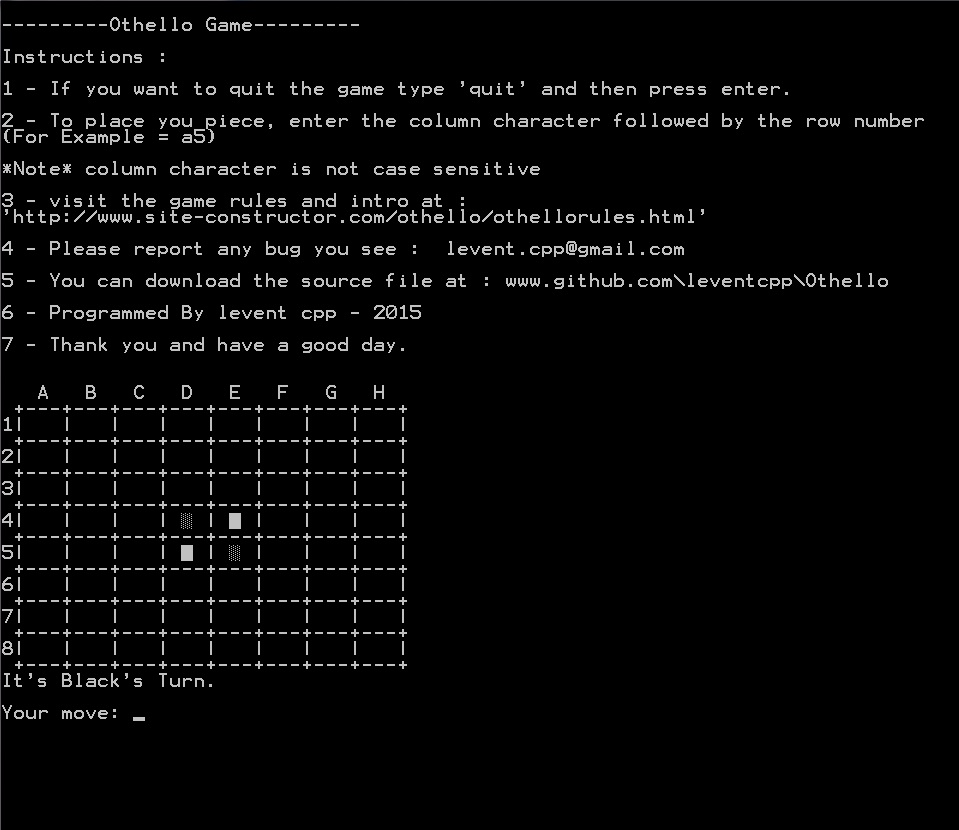 ---------Othello Game---------
Instructions :
1 - If you want to quit the game type 'quit' and then press enter.
2 - To place you piece, enter the column character followed by the row number
(For Example = a5)
*Note* column character is not case sensitive
3 - visit the game rules and intro at :
'http://www.site-constructor.com/othello/othellorules.html'
4 - Please report any bug you see :  levent.cpp@gmail.com
5 - You can download the source file at : www.github.com\leventcpp\Othello
6 - Programmed By levent cpp - 2015
7 - Thank you and have a good day.
A B C D E F G H
1
2
3
4
5
6
7
8
It's Black's Turn.
Your move: _